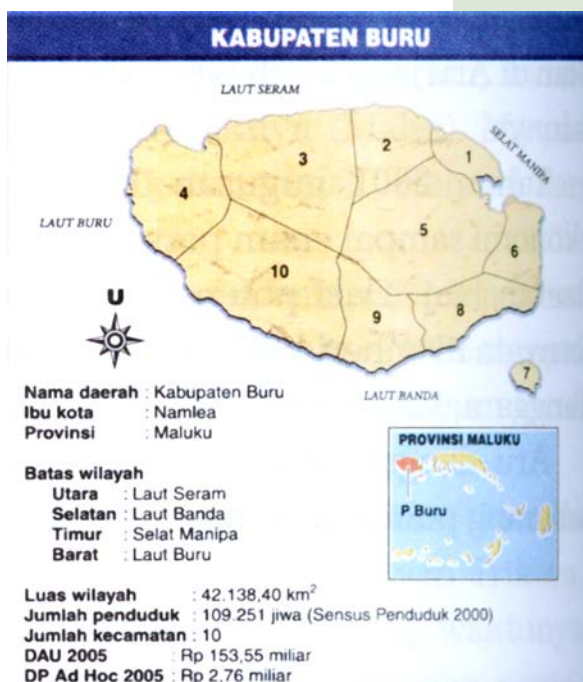 KABUPATEN BURU
LAUT SERAM
SELAT MANIPA
1
2
3
4
5
6
LAUT BURU
10
9
8
7
U
LAUT BANDA
Nama daerah : Kabupaten Buru
Ibu kota : Namlea
Provinsi : Maluku
PROVINSI MALUKU
P Buru
Batas wilayah
Utara : Laut Seram
Selatan : Laut Banda
Timur : Selat Manipa
Barat : Laut Buru
Luas wilayah : 42.138,40 km²
Jumlah penduduk : 109.251 jiwa (Sensus Penduduk 2000)
Jumlah kecamatan : 10
DAU 2005 : Rp 153,55 miliar
DP Ad Hoc 2005 : Rp 2,76 miliar